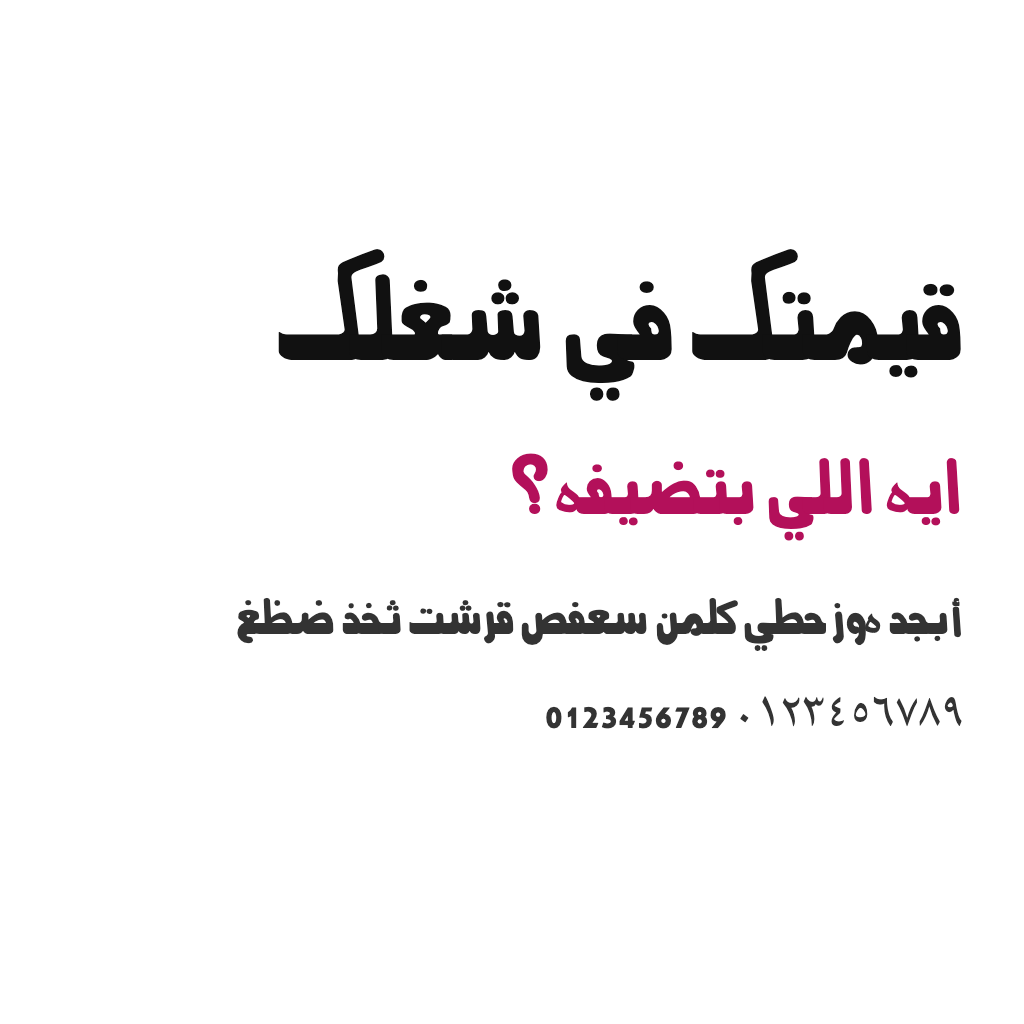 قيمتك في شغلك
ايه اللي بتضيفه؟
أبجد هوز حطي كلمن سعفص قرشت ثخذ ضظغ
0123456789 ٠١٢٣٤٥٦٧٨٩